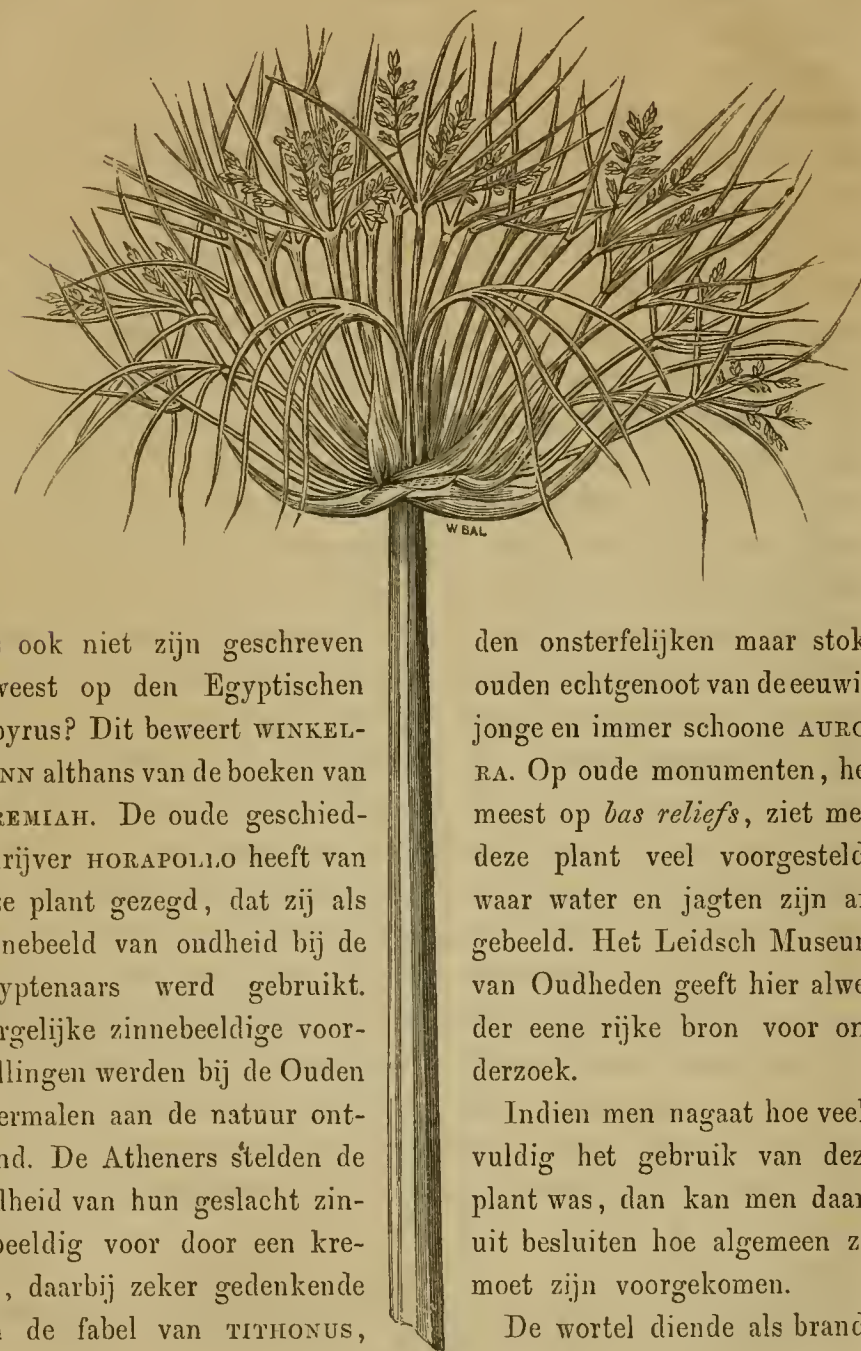 W BAL
ook niet zijn geschreven
weest op den Egyptischen
pyrus? Dit beweert WINKEL-
NN althans van de boeken van
REMIAH. De oude geschied-
rijver HORAPOLLO heeft van
ze plant gezegd, dat zij als
nebeeld van oudheid bij de
yptenaars werd gebruikt.
rgelijke zinnebeeldige voor-
llingen werden bij de Ouden
ermalen aan de natuur ont-
nd. De Atheners stelden de
dheid van hun geslacht zin-
beeldig voor door een kre-
, daarbij zeker gedenkende
de fabel van TITHONUS,
den onsterfelijken maar stok
ouden echtgenoot van de eeuwi
jonge en immer schoone AURO
RA. Op oude monumenten, he
meest op bas reliefs, ziet me
deze plant veel voorgesteld
waar water en jagten zijn af
gebeeld. Het Leidsch Museum
van Oudheden geeft hier alwe
der eene rijke bron voor on
derzoek.
Indien men nagaat hoe veel
vuldig het gebruik van deze
plant was, dan kan men daar
uit besluiten hoe algemeen z
moet zijn voorgekomen.
De wortel diende als brand